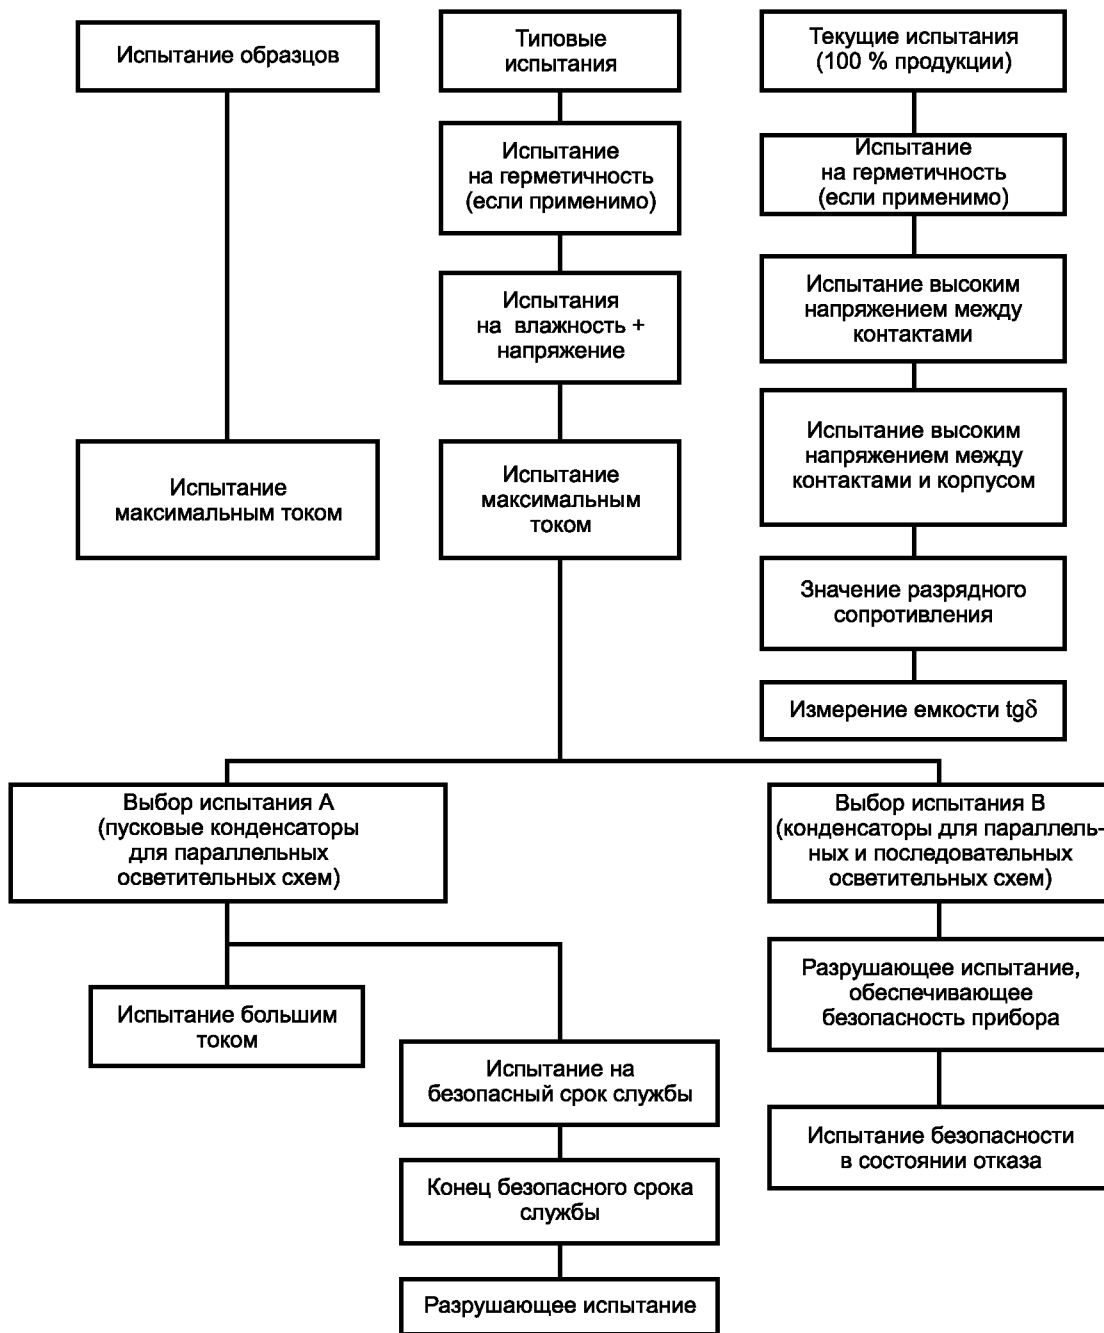 Испытание образцов
Типовые
испытания
Текущие испытания
(100 % продукции)
Испытание
на герметичность
(если применимо)
Испытание
на герметичность
(если применимо)
Испытания
на влажность +
напряжение
Испытание высоким
напряжением между
контактами
Испытание
максимальным током
Испытание
максимальным
током
Испытание высоким
напряжением между
контактами и корпусом
Значение разрядного
сопротивления
Измерение емкости tgδ
Выбор испытания А
(пусковые конденсаторы
для параллельных
осветительных схем)
Выбор испытания В
(конденсаторы для параллель-
ных и последовательных
осветительных схем)
Испытание большим
током
Испытание на
безопасный срок службы
Конец безопасного срока
службы
Разрушающее испытание
Разрушающее испытание,
обеспечивающее
безопасность прибора
Испытание безопасности
в состоянии отказа